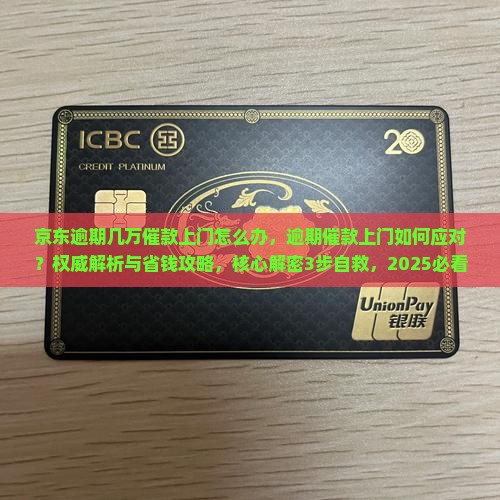 ICBC
20
CREDIT PLATINUM
京东逾期几万催款上门怎么办，逾期催款上门如何应对
？权威解析与省钱攻略，核心解密3步自救，2025必看
UnionPay
银联